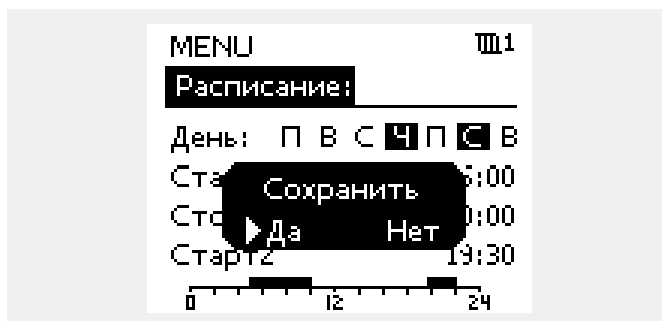 MENU 1
Расписание:
День: П В С Ч П С В
Сохранить
Да Нет
Старт2 19:30
0 12 24